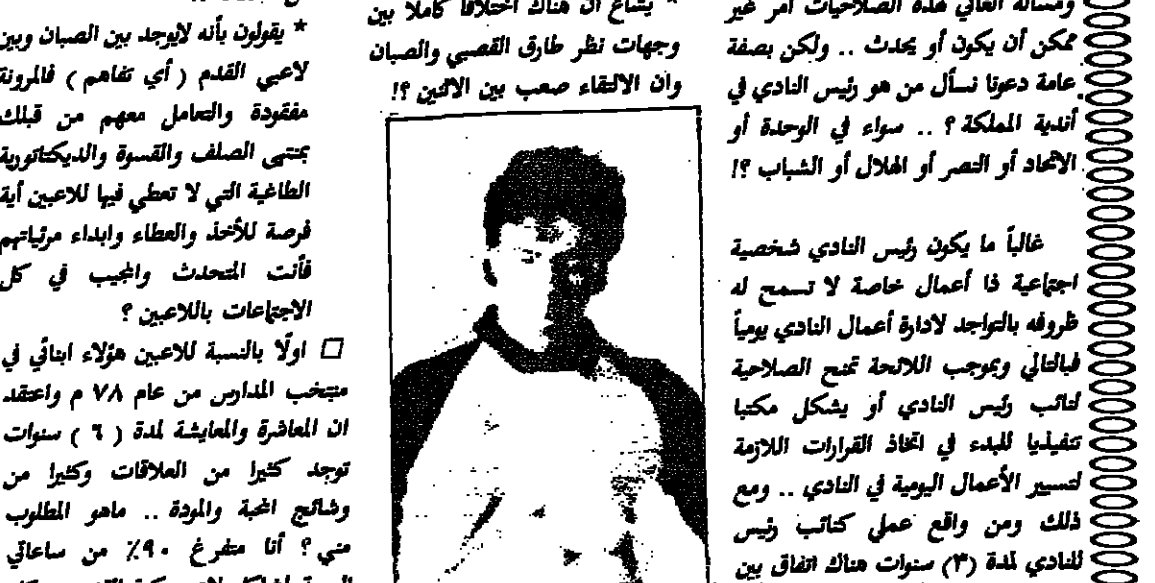 ومسألة العالي هذه الصلاحيات أمر غير
ممكن أن يكون أو يحدث .. ولكن بصفة
عامة دعونا نسأل من هو رئيس النادي في
أندية المملكة ؟ .. سواء في الوحدة أو
الاتحاد أو النصر أو الهلال أو الشباب ؟!
غالباً ما يكون رئيس النادي شخصية
اجتماعية ذا أعمال خاصة لا تسمح له
ظروفه بالتواجد لادارة أعمال النادي يومياً
فبالتالي وبموجب اللائحة تمنح الصلاحية
لنائب رئيس النادي أو يشكل مكتبا
تنفيذيا للبدء في اتخاذ القرارات اللازمة
لتسيير الأعمال اليومية في النادي .. ومع
ذلك ومن واقع عملي كنائب رئيس
للنادي لمدة (٣) سنوات هناك اتفاق بين
* يشاع ان هناك اختلافا كاملا بين
وجهات نظر طارق القصبي والصبان
وان الالتقاء صعب بين الاثنين ؟!
* يقولون بأنه لايوجد بين الصبان وبين
لاعبي القدم ( أي تفاهم ) فالمرونة
مفقودة والتعامل معهم من قبلك
بمنتهى الصلف والقسوة والديكتاتورية
الطاغية التي لا تعطي فيها للاعبين أية
فرصة للأخذ والعطاء وابداء مرئياتهم
فأنت المتحدث والمجيب في كل
الاجتماعات باللاعبين ؟
□ اولًا بالنسبة للاعبين هؤلاء ابنائي في
منتخب المدارس من عام ٧٨ م واعتقد
ان المعاشرة والمعايشة لمدة ( ٦ ) سنوات
توجد كثيرا من العلاقات وكثيرا من
وشائج المحبة والمودة .. ماهو المطلوب
مني ؟ أنا متفرغ ٩٠٪ من ساعاتي